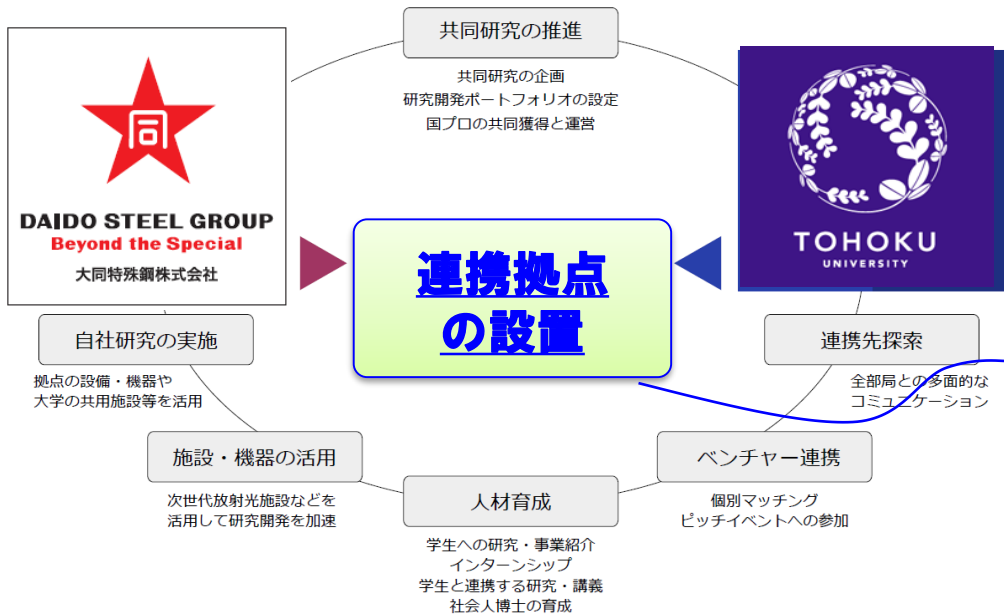 共同研究の推進
共同研究の企画
研究開発ポートフォリオの設定
国プロの共同獲得と運営
同
DAIDO STEEL GROUP
Beyond the Special
大同特殊鋼株式会社
TOHOKU
UNIVERSITY
連携拠点
の設置
自社研究の実施
拠点の設備・機器や
大学の共用施設等を活用
連携先探索
全部局との多面的な
コミュニケーション
施設・機器の活用
次世代放射光施設などを
活用して研究開発を加速
ベンチャー連携
個別マッチング
ピッチイベントへの参加
人材育成
学生への研究・事業紹介
インターンシップ
学生と連携する研究・講義
社会人博士の育成